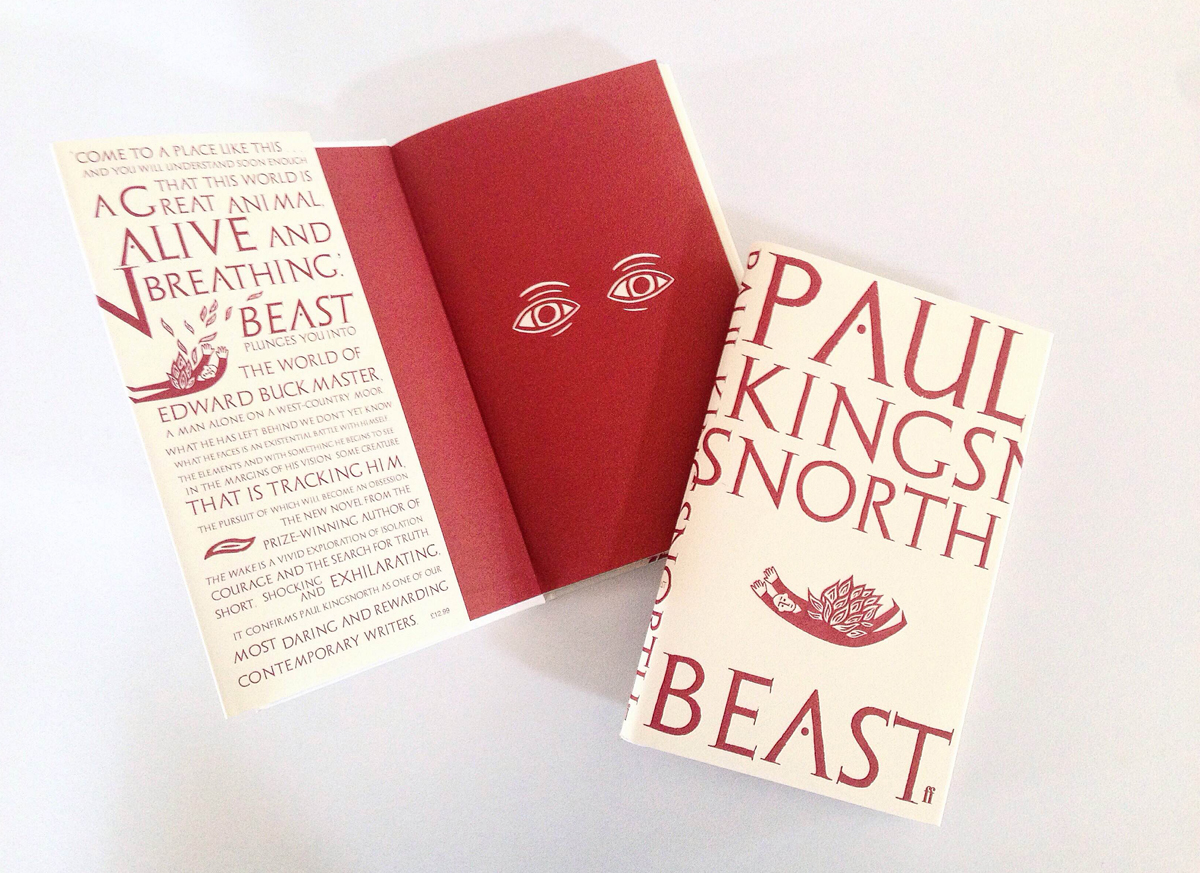 'COME TO A PLACE LIKE THIS . . .
AND YOU WILL UNDERSTAND SOON ENOUGH
THAT THIS WORLD IS
A GREAT ANIMAL,
ALIVE AND
BREATHING.'
BEAST
PLUNGES YOU INTO
THE WORLD OF
EDWARD BUCKMASTER,
A MAN ALONE ON A WEST-COUNTRY MOOR
WHAT HE HAS LEFT BEHIND WE DON'T YET KNOW
WHAT HE FACES IS AN EXISTENTIAL BATTLE WITH HIMSELF
THE ELEMENTS AND WITH SOMETHING HE BEGINS TO SEE
IN THE MARGINS OF HIS VISION: SOME CREATURE
THAT IS TRACKING HIM,
THE PURSUIT OF WHICH WILL BECOME AN OBSESSION.
THE NEW NOVEL FROM THE
PRIZE-WINNING AUTHOR OF
THE WAKE IS A VIVID EXPLORATION OF ISOLATION
COURAGE AND THE SEARCH FOR TRUTH
SHORT, SHOCKING AND EXHILARATING,
IT CONFIRMS PAUL KINGSNORTH AS ONE OF OUR
MOST DARING AND REWARDING
CONTEMPORARY WRITERS.
£12.99
PAUL KINGSNORTH
PAUL
KINGSN
SNORTH
BEAST
ff